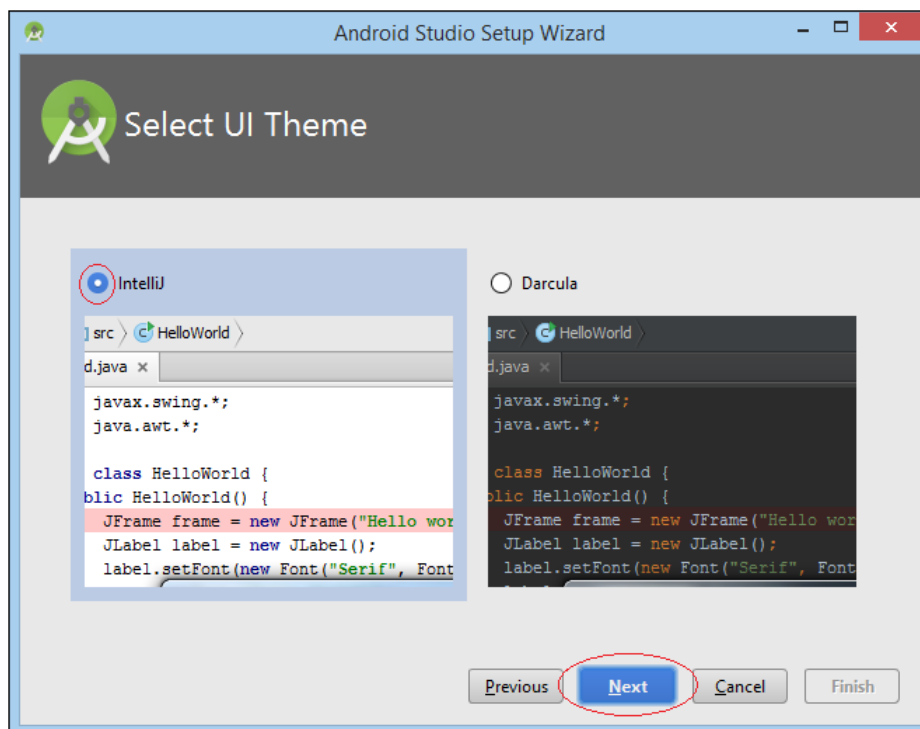 Android Studio Setup Wizard
Select UI Theme
IntelliJ
src HelloWorld
d.java ×
javax.swing.*;
java.awt.*;
class HelloWorld {
blic HelloWorld() {
JFrame frame = new JFrame("Hello wor
JLabel label = new JLabel();
label.setFont(new Font("Serif", Font
Darcula
src HelloWorld
d.java ×
javax.swing.*;
java.awt.*;
class HelloWorld {
blic HelloWorld() {
JFrame frame = new JFrame("Hello wor
JLabel label = new JLabel();
label.setFont(new Font("Serif", Font
Previous Next Cancel Finish